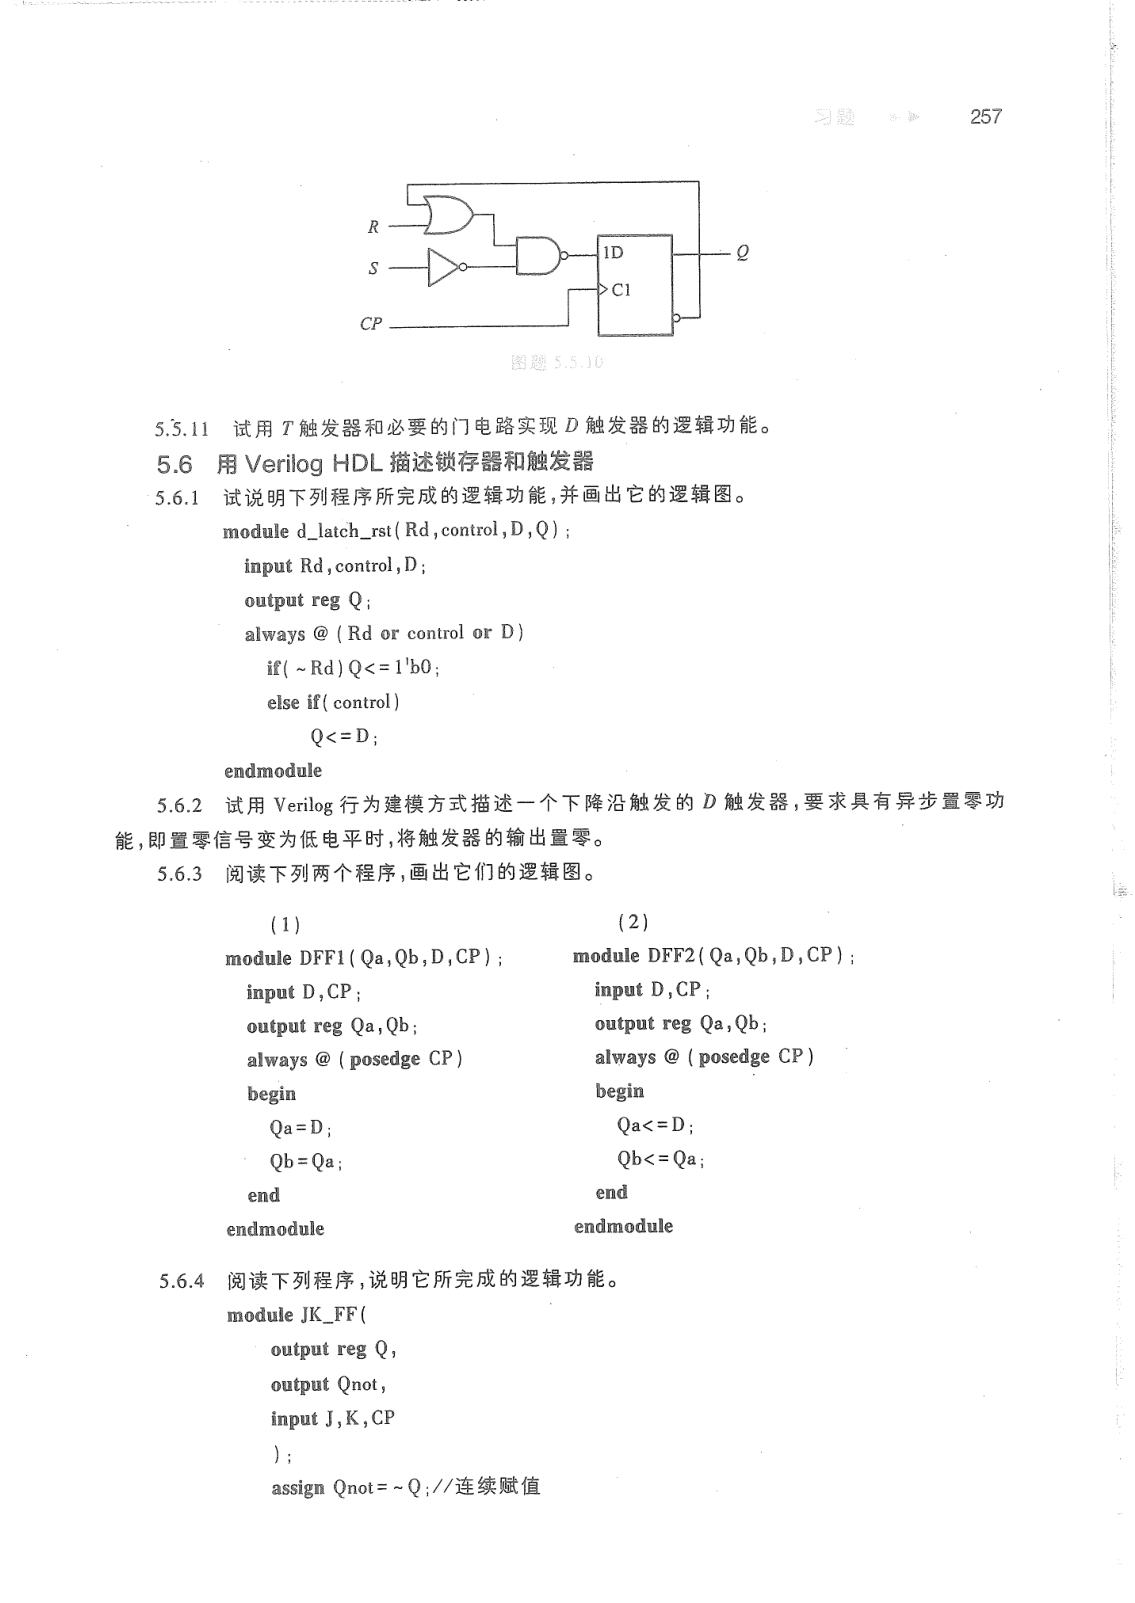 习题 257
R
S
CP
1D
C1
Q
图题 5.5.10
5.5.11 试用 T 触发器和必要的门电路实现 D 触发器的逻辑功能。
5.6 用 Verilog HDL 描述锁存器和触发器
5.6.1 试说明下列程序所完成的逻辑功能,并画出它的逻辑图。
module d_latch_rst(Rd,control,D,Q);
input Rd,control,D;
output reg Q;
always @ (Rd or control or D)
if( ~Rd)Q<=1'b0;
else if(control)
Q<=D;
endmodule
5.6.2 试用 Verilog 行为建模方式描述一个下降沿触发的 D 触发器,要求具有异步置零功
能,即置零信号变为低电平时,将触发器的输出置零。
5.6.3 阅读下列两个程序,画出它们的逻辑图。
(1)
module DFF1(Qa,Qb,D,CP);
input D,CP;
output reg Qa,Qb;
always @ (posedge CP)
begin
Qa=D;
Qb=Qa;
end
endmodule
(2)
module DFF2(Qa,Qb,D,CP);
input D,CP;
output reg Qa,Qb;
always @ (posedge CP)
begin
Qa<=D;
Qb<=Qa;
end
endmodule
5.6.4 阅读下列程序,说明它所完成的逻辑功能。
module JK_FF(
output reg Q,
output Qnot,
input J,K,CP
);
assign Qnot= ~Q;//连续赋值